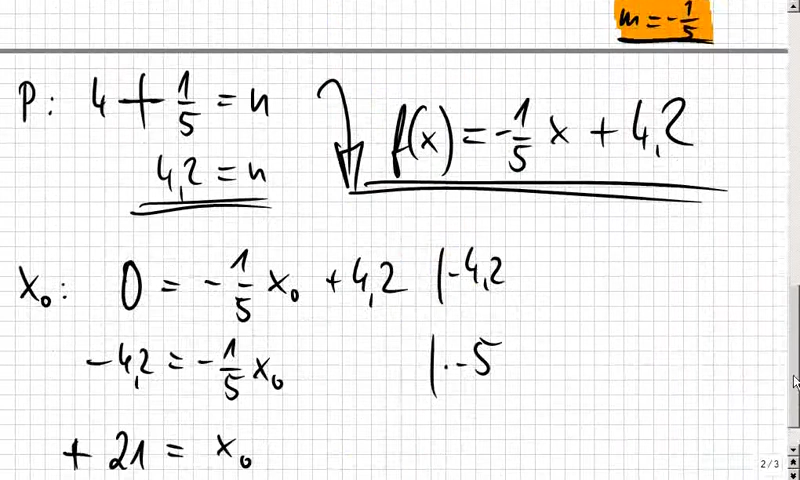 m = -1/5
P: 4 + 1/5 = n
4,2 = n
f(x) = -1/5 x + 4,2
x₀: 0 = -1/5 x₀ + 4,2 |-4,2
-4,2 = -1/5 x₀ |·-5
+ 21 = x₀
2/3